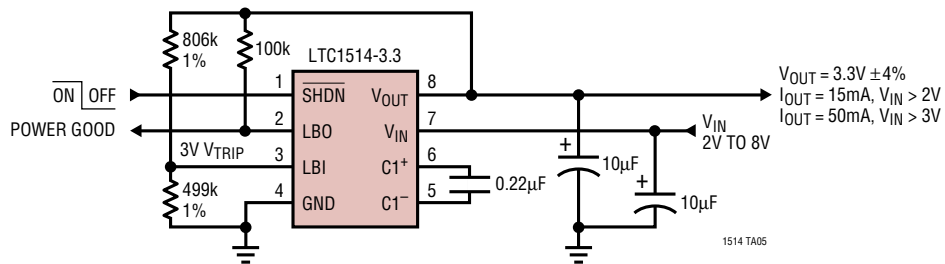 806k
1%
100k
LTC1514-3.3
ON OFF
POWER GOOD
3V VTRIP
499k
1%
1
2
3
4
SHDN
LBO
LBI
GND
VOUT
VIN
C1+
C1–
8
7
6
5
0.22µF
+
10µF
+
10µF
VOUT = 3.3V ±4%
IOUT = 15mA, VIN > 2V
IOUT = 50mA, VIN > 3V
VIN
2V TO 8V
1514 TA05